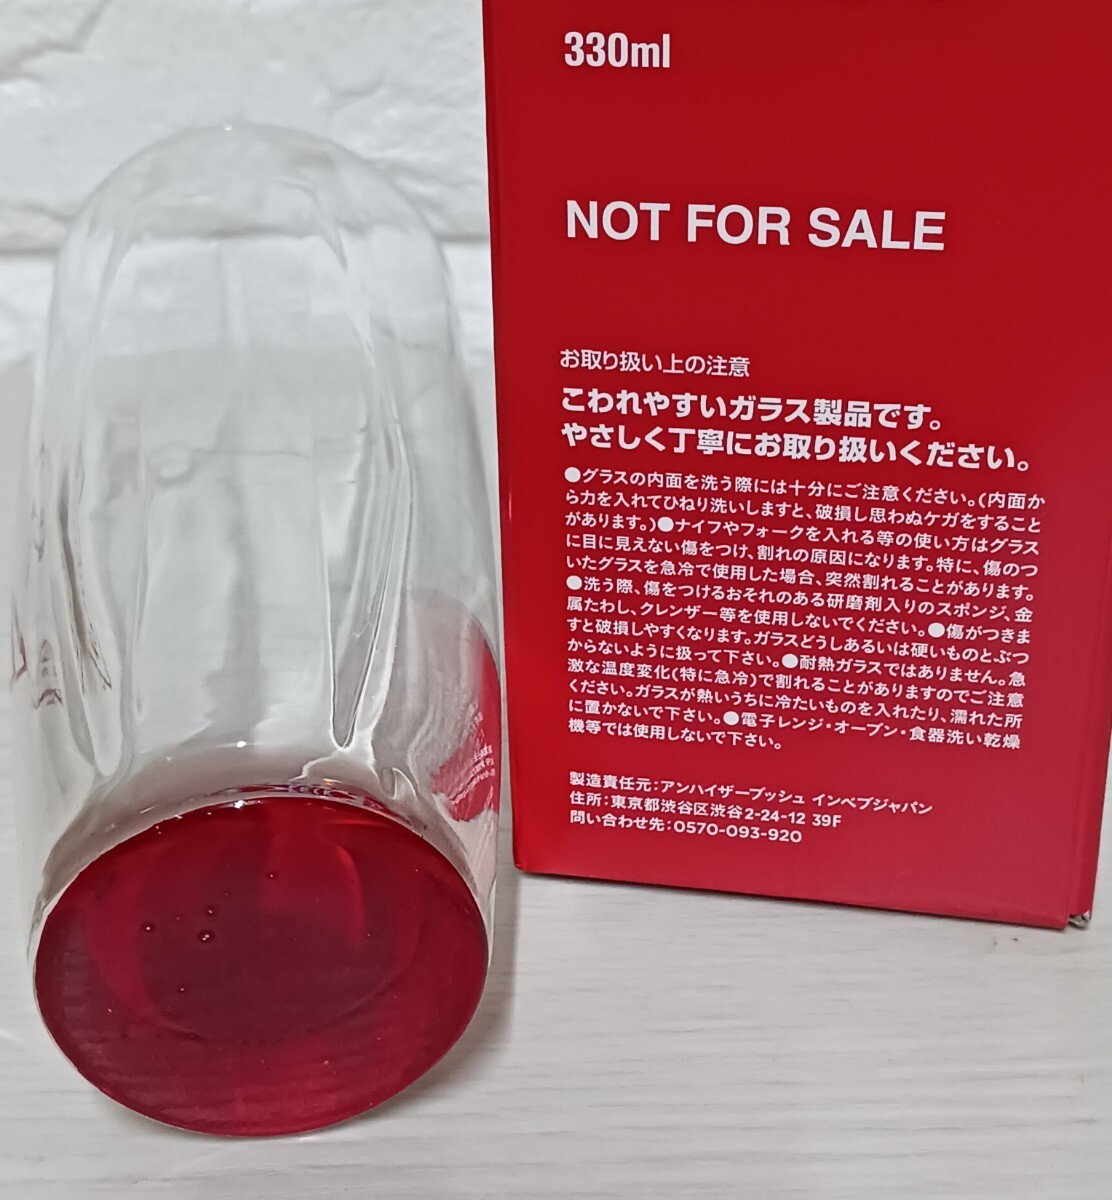 330ml
NOT FOR SALE
お取り扱い上の注意
こわれやすいガラス製品です。
やさしく丁寧にお取り扱いください。
●グラスの内面を洗う際には十分にご注意ください。(内面か
ら力を入れてひねり洗いしますと、破損し思わぬケガをすること
があります。)●ナイフやフォークを入れる等の使い方はグラス
に目に見えない傷をつけ、割れの原因になります。特に、傷のつ
いたグラスを急冷で使用した場合、突然割れることがあります。
●洗う際、傷をつけるおそれのある研磨剤入りのスポンジ、金
属たわし、クレンザー等を使用しないでください。●傷がつきま
すと破損しやすくなります。ガラスどうしあるいは硬いものとぶつ
からないように扱って下さい。●耐熱ガラスではありません。急
激な温度変化(特に急冷)で割れることがありますのでご注意
ください。ガラスが熱いうちに冷たいものを入れたり、濡れた所
に置かないで下さい。●電子レンジ・オーブン・食器洗い乾燥
機等では使用しないで下さい。
製造責任元:アンハイザーブッシュ インベブジャパン
住所:東京都渋谷区渋谷2-24-12 39F
問い合わせ先:0570-093-920